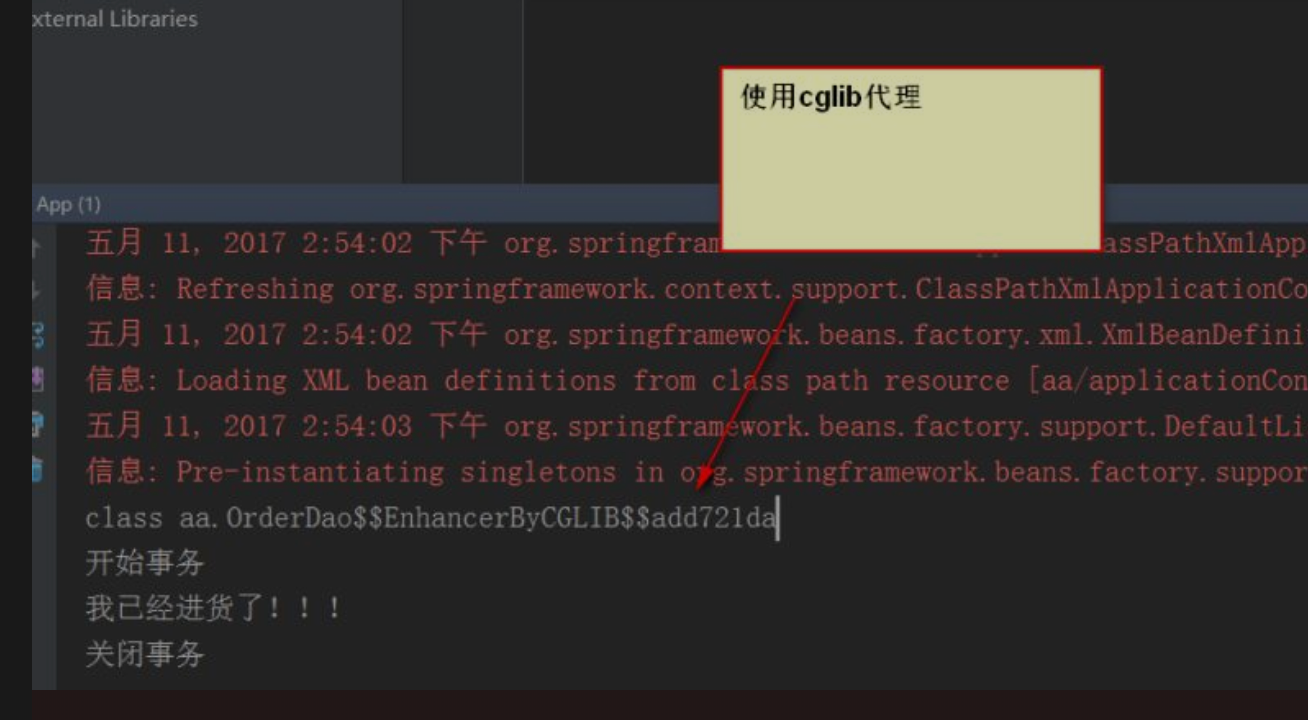 xternal Libraries
使用cglib代理
App (1)
五月 11, 2017 2:54:02 下午 org.springfram assPathXmlApp
信息: Refreshing org.springframework.context.support.ClassPathXmlApplicationCo
五月 11, 2017 2:54:02 下午 org.springframework.beans.factory.xml.XmlBeanDefini
信息: Loading XML bean definitions from class path resource [aa/applicationCon
五月 11, 2017 2:54:03 下午 org.springframework.beans.factory.support.DefaultLi
信息: Pre-instantiating singletons in org.springframework.beans.factory.suppor
class aa.OrderDao$$EnhancerByCGLIB$$add721da
开始事务
我已经进货了！！！
关闭事务